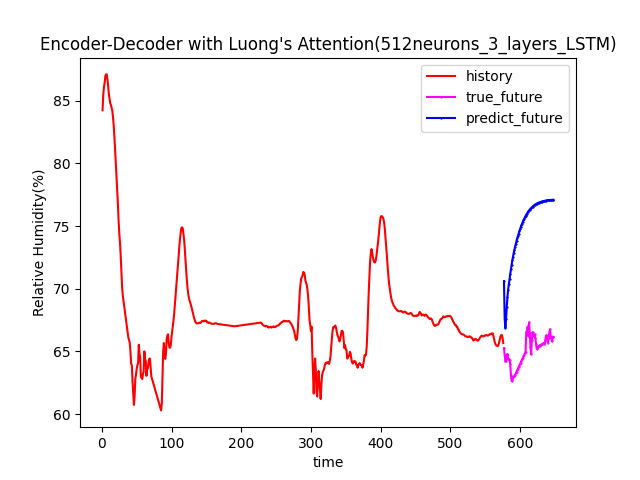 Encoder-Decoder with Luong's Attention(512neurons_3_layers_LSTM)
history
true_future
predict_future
Relative Humidity(%)
85
80
75
70
65
60
0 100 200 300 400 500 600
time